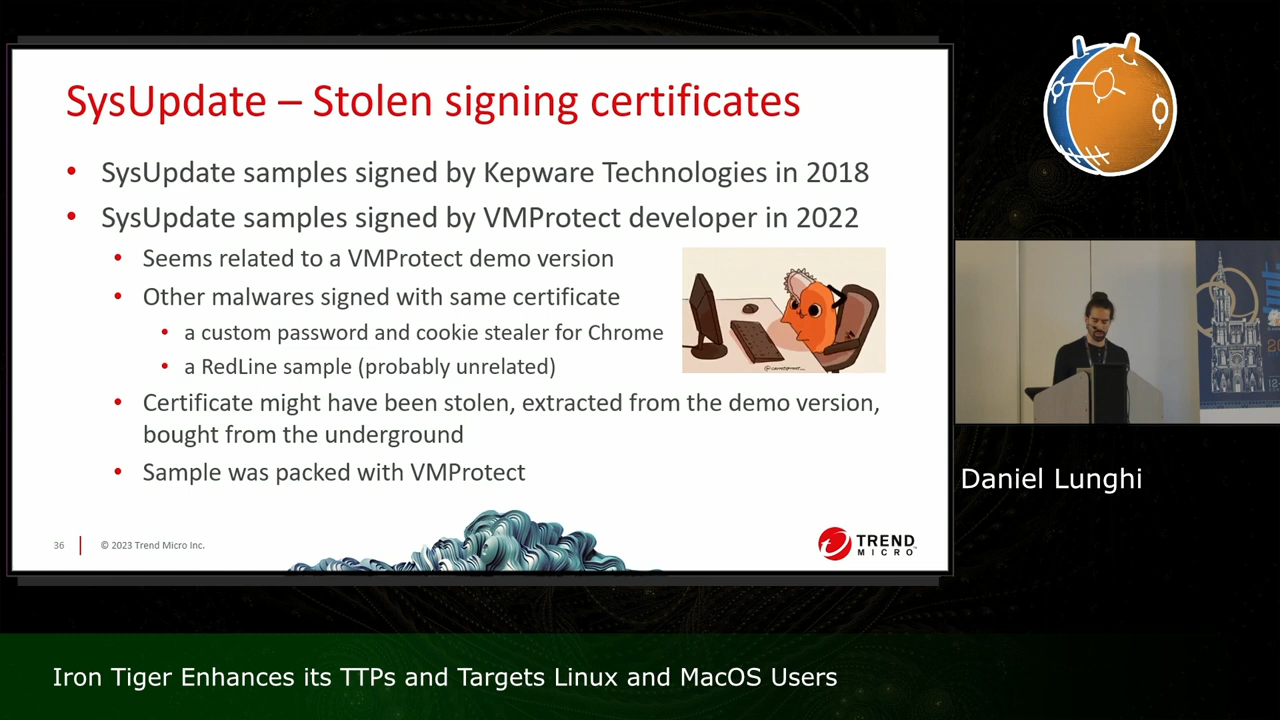 SysUpdate – Stolen signing certificates
• SysUpdate samples signed by Kepware Technologies in 2018
• SysUpdate samples signed by VMProtect developer in 2022
• Seems related to a VMProtect demo version
• Other malwares signed with same certificate
• a custom password and cookie stealer for Chrome
• a RedLine sample (probably unrelated)
• Certificate might have been stolen, extracted from the demo version,
bought from the underground
• Sample was packed with VMProtect
36
© 2023 Trend Micro Inc.
TREND
MICRO
Daniel Lunghi
Iron Tiger Enhances its TTPs and Targets Linux and MacOS Users